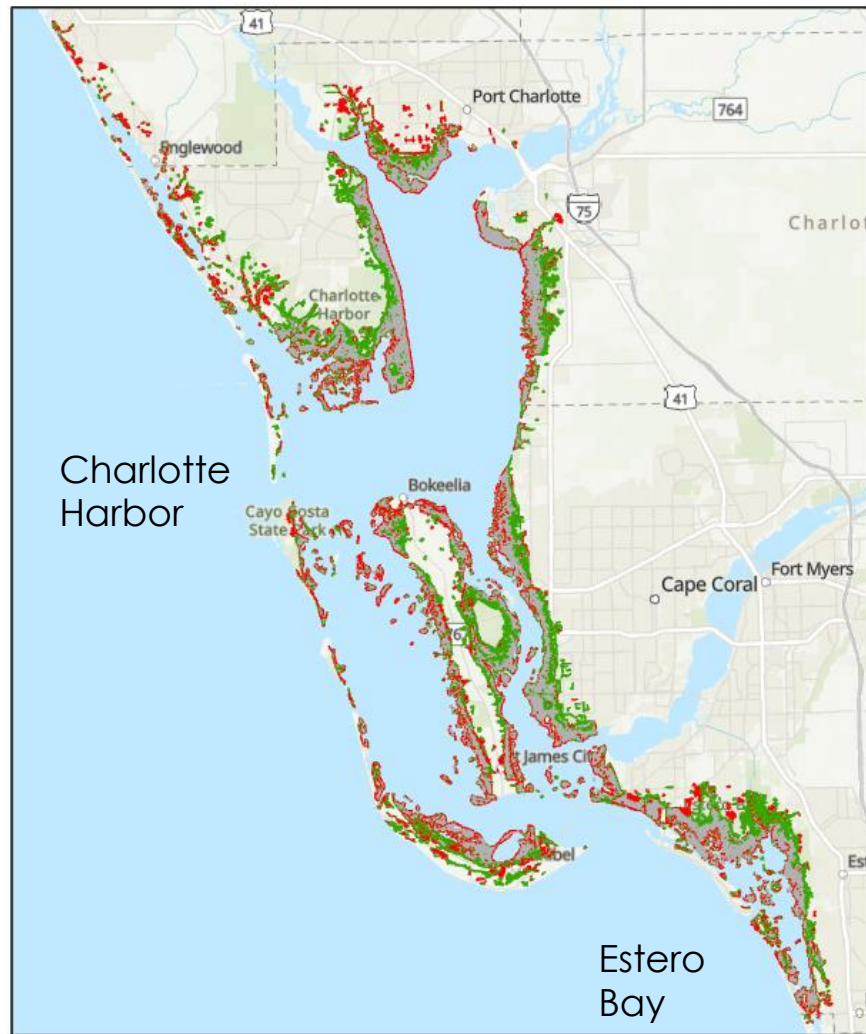 41
Port Charlotte
764
Englewood
75
Charlot
Charlotte
Harbor
41
Charlotte
Harbor
Bokeelia
Cayo Costa
State Park
Fort Myers
Cape Coral
t James Cit
bel
Est
Estero
Bay